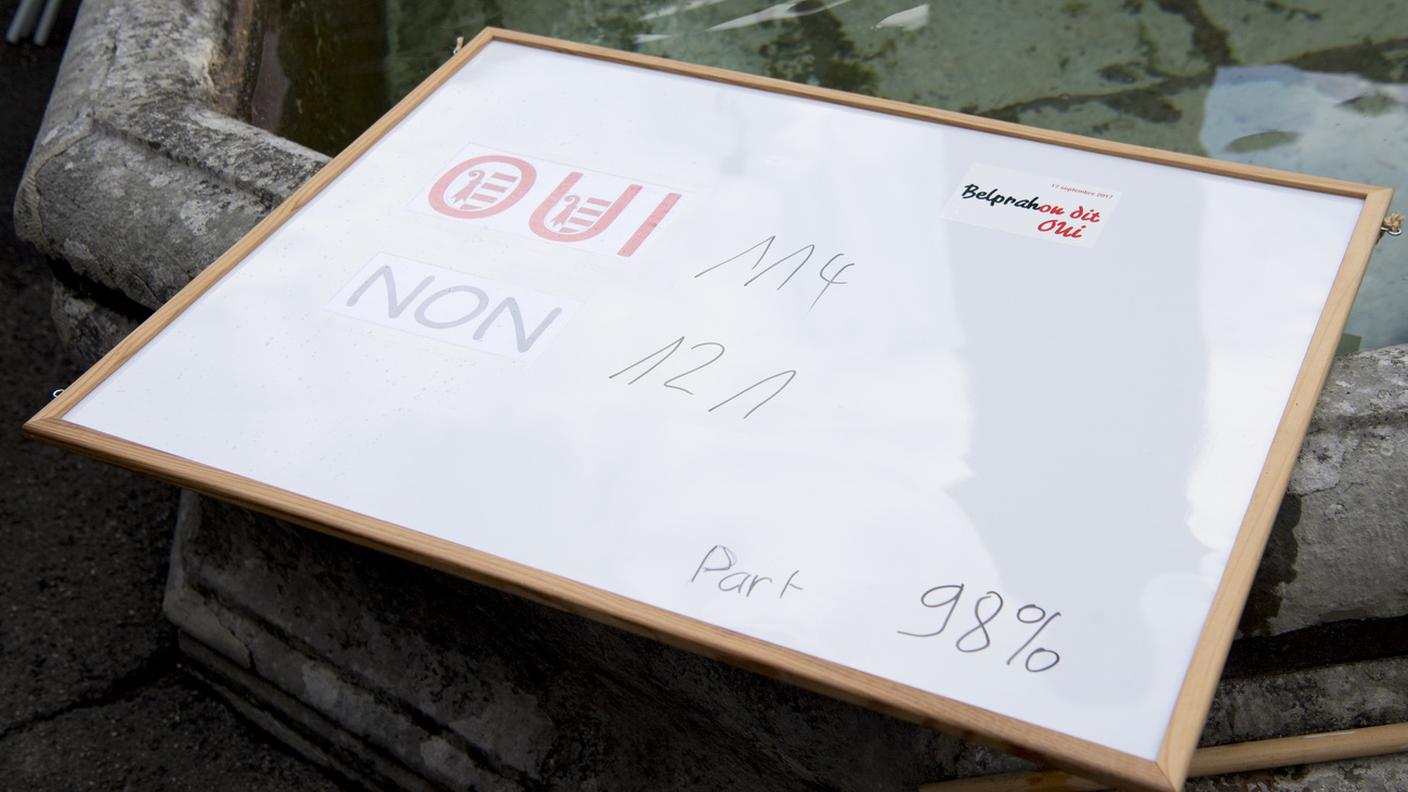 17 septembre 2017
Belprahon dit
Oui
OUI 114
NON 121
Part 98%